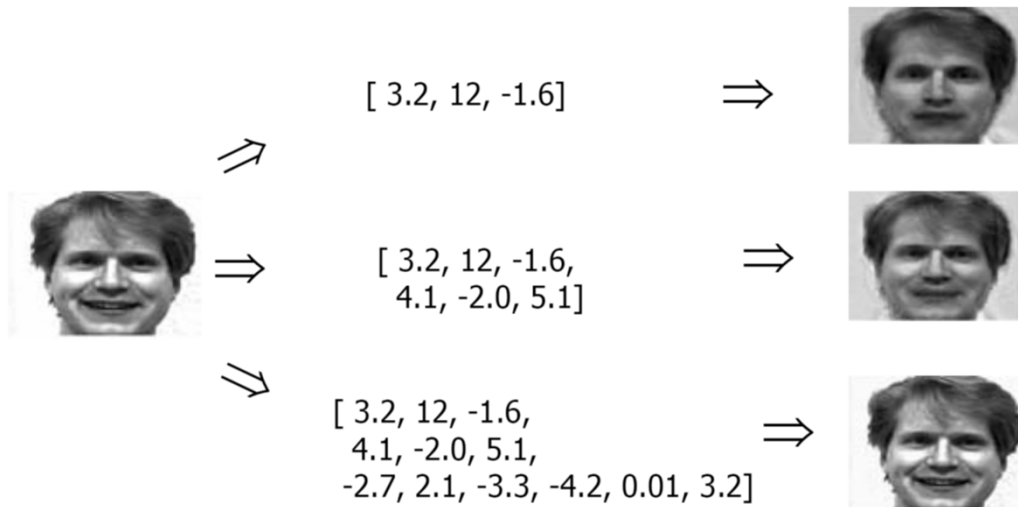 [ 3.2, 12, -1.6]
[ 3.2, 12, -1.6,
4.1, -2.0, 5.1]
[ 3.2, 12, -1.6,
4.1, -2.0, 5.1,
-2.7, 2.1, -3.3, -4.2, 0.01, 3.2]